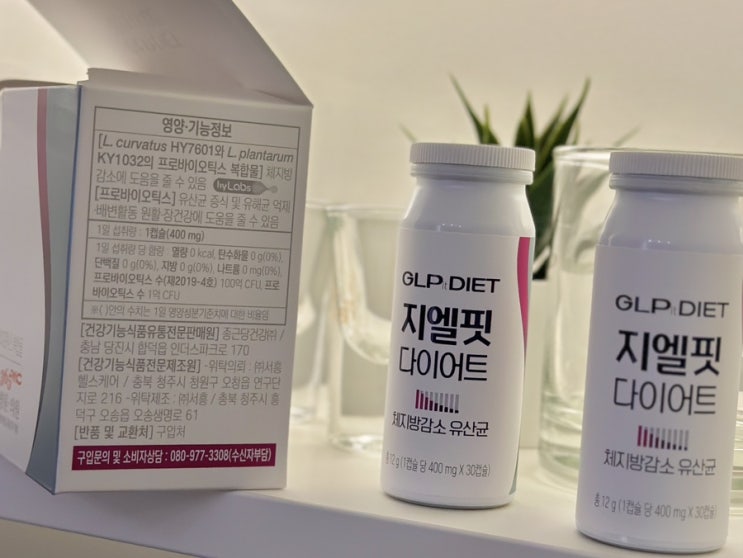 영양·기능정보
[L. curvatus HY7601와 L. plantarum
KY1032의 프로바이오틱스 복합물] 체지방
감소에 도움을 줄 수 있음 hyLabs
[프로바이오틱스] 유산균 증식 및 유해균 억제
·배변활동 원활·장건강에 도움을 줄 수 있음
1일 섭취량 : 1캡슐(400 mg)
1일 섭취량 당 함량 · 열량 0 kcal, 탄수화물 0 g(0%),
단백질 0 g(0%), 지방 0 g(0%), 나트륨 0 mg(0%),
프로바이오틱스 수(제2019-4호) 100억 CFU, 프로
바이오틱스 수 1억 CFU
※( )안의 수치는 1일 영양성분기준치에 대한 비율임
[건강기능식품유통전문판매원] 종근당건강㈜ /
충남 당진시 합덕읍 인더스파크로 170
[건강기능식품전문제조원] -위탁의뢰 : ㈜서흥
헬스케어 / 충북 청주시 청원구 오창읍 연구단
지로 216 -위탁제조 : ㈜서흥 / 충북 청주시 흥
덕구 오송읍 오송생명로 61
[반품 및 교환처] 구입처
구입문의 및 소비자상담 : 080-977-3308(수신자부담)
GLP it DIET
지엘핏
다이어트
체지방감소 유산균
총 12 g (1캡슐 당 400 mg X 30캡슐)
GLP it DIET
지엘핏
다이어트
체지방감소 유산균
총 12 g (1캡슐 당 400 mg X 30캡슐)